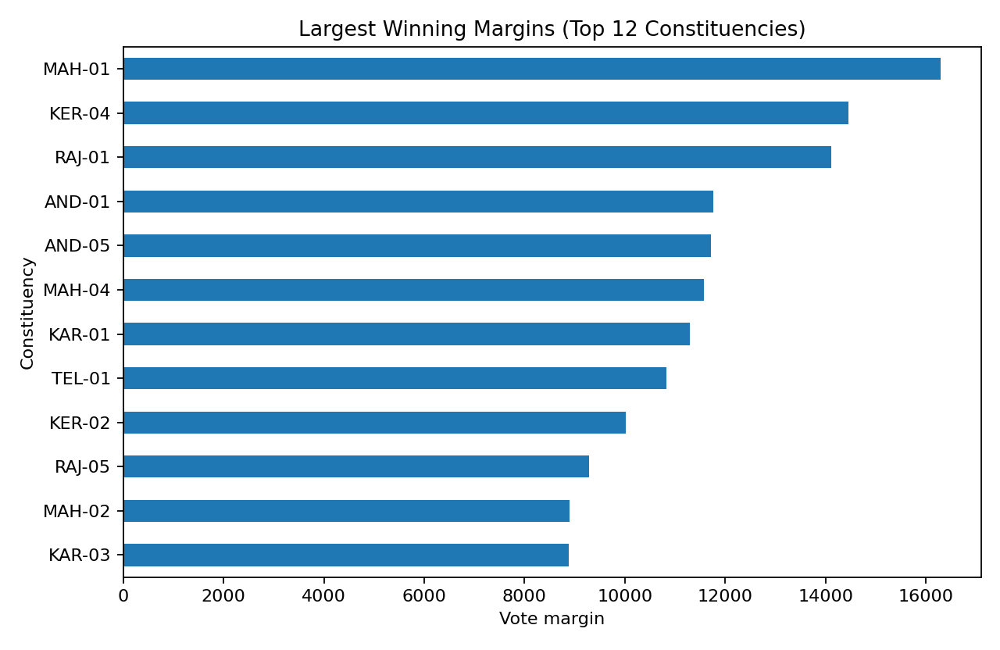 Largest Winning Margins (Top 12 Constituencies)
Constituency
MAH-01
KER-04
RAJ-01
AND-01
AND-05
MAH-04
KAR-01
TEL-01
KER-02
RAJ-05
MAH-02
KAR-03
0 2000 4000 6000 8000 10000 12000 14000 16000
Vote margin